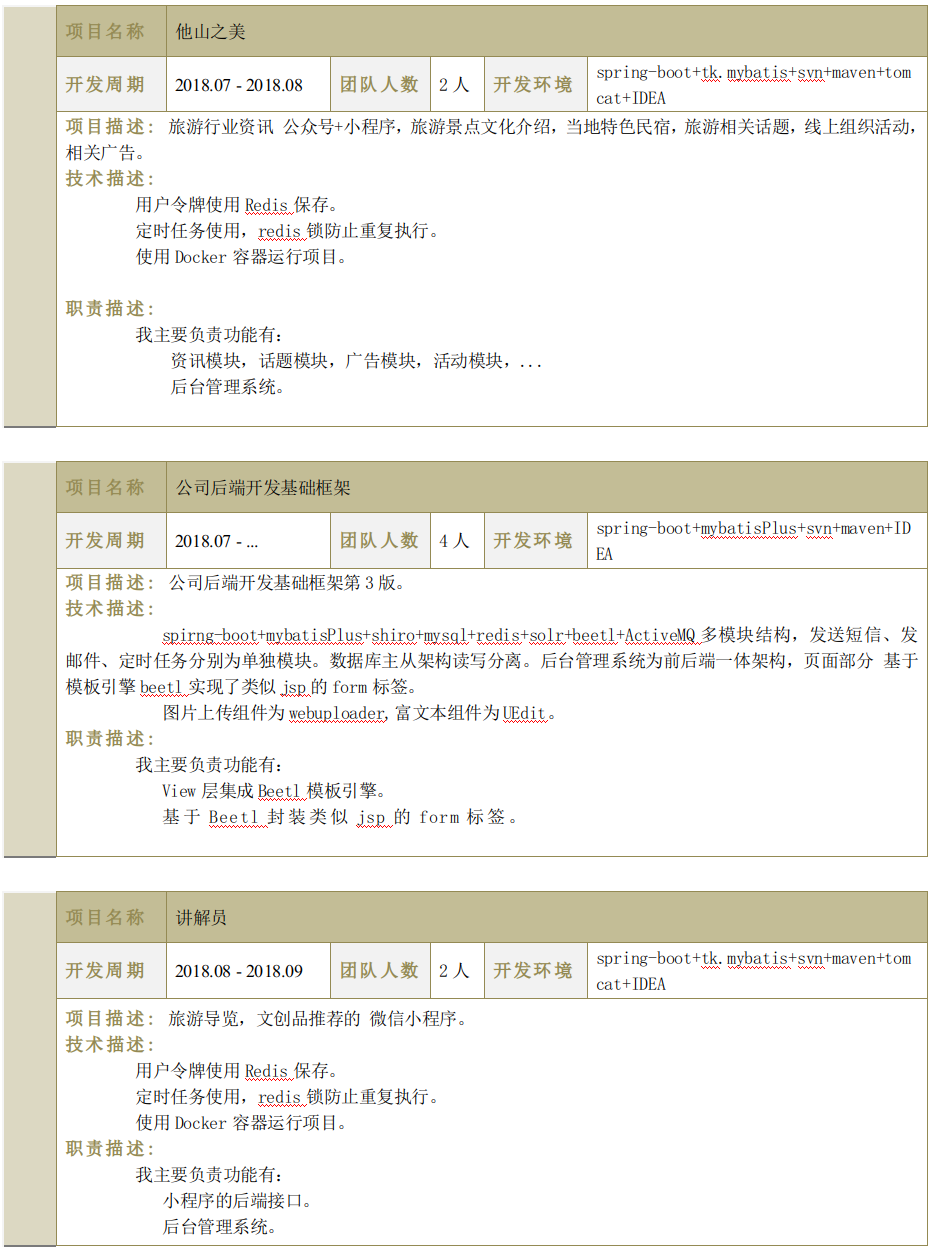 项目名称 他山之美
开发周期 2018.07 - 2018.08 团队人数 2 人 开发环境 spring-boot+tk.mybatis+svn+maven+tom
cat+IDEA
项目描述: 旅游行业资讯 公众号+小程序，旅游景点文化介绍，当地特色民宿，旅游相关话题，线上组织活动，
相关广告。
技术描述:
用户令牌使用 Redis 保存。
定时任务使用，redis 锁防止重复执行。
使用 Docker 容器运行项目。
职责描述:
我主要负责功能有:
资讯模块，话题模块，广告模块，活动模块，...
后台管理系统。
项目名称 公司后端开发基础框架
开发周期 2018.07 - ... 团队人数 4 人 开发环境 spring-boot+mybatisPlus+svn+maven+ID
EA
项目描述: 公司后端开发基础框架第 3 版。
技术描述:
spirng-boot+mybatisPlus+shiro+mysql+redis+solr+beetl+ActiveMQ 多模块结构，发送短信、发
邮件、定时任务分别为单独模块。数据库主从架构读写分离。后台管理系统为前后端一体架构，页面部分 基于
模板引擎 beetl 实现了类似 jsp 的 form 标签。
图片上传组件为 webuploader, 富文本组件为 UEdit。
职责描述:
我主要负责功能有:
View 层集成 Beetl 模板引擎。
基于 Beetl 封装类似 jsp 的 form 标签。
项目名称 讲解员
开发周期 2018.08 - 2018.09 团队人数 2 人 开发环境 spring-boot+tk.mybatis+svn+maven+tom
cat+IDEA
项目描述: 旅游导览，文创品推荐的 微信小程序。
技术描述:
用户令牌使用 Redis 保存。
定时任务使用，redis 锁防止重复执行。
使用 Docker 容器运行项目。
职责描述:
我主要负责功能有:
小程序的后端接口。
后台管理系统。